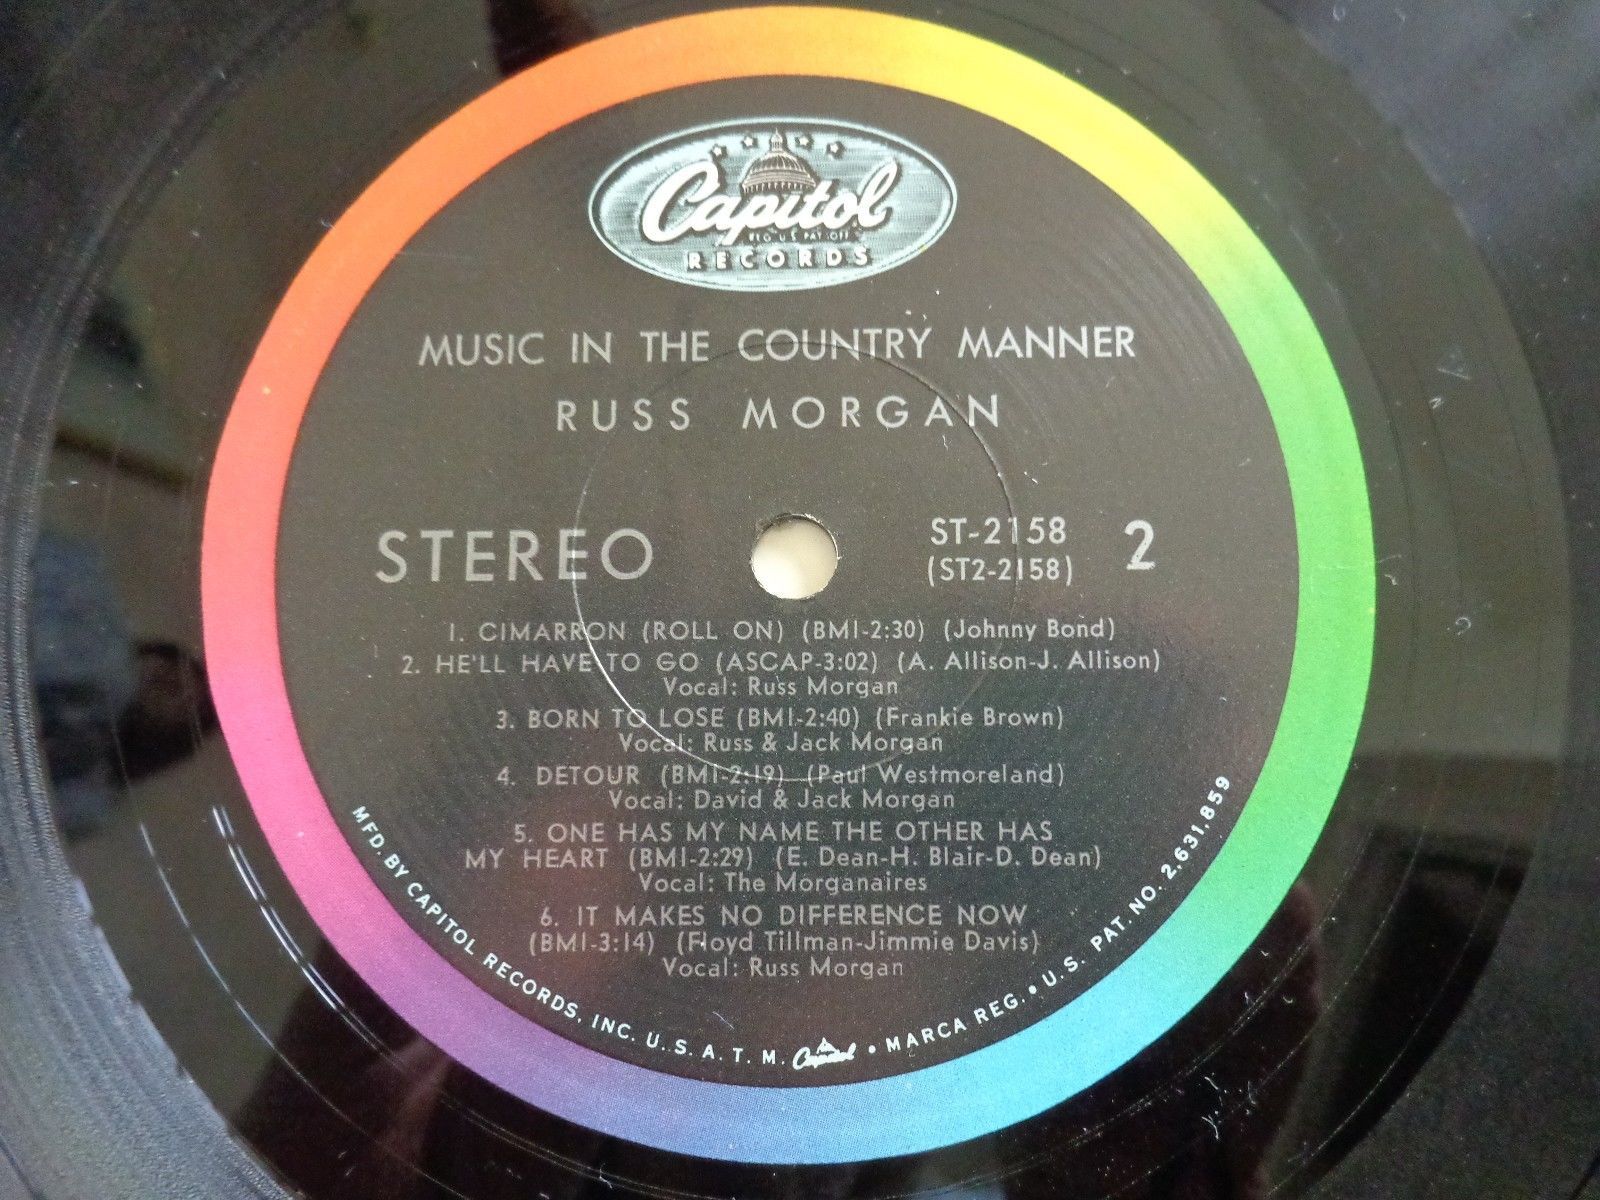 Capitol
REG. U.S. PAT. OFF.
RECORDS
MUSIC IN THE COUNTRY MANNER
RUSS MORGAN
STEREO
ST-2158
(ST2-2158)
2
1. CIMARRON (ROLL ON) (BMI-2:30) (Johnny Bond)
2. HE'LL HAVE TO GO (ASCAP-3:02) (A. Allison-J. Allison)
Vocal: Russ Morgan
3. BORN TO LOSE (BMI-2:40) (Frankie Brown)
Vocal: Russ & Jack Morgan
4. DETOUR (BMI-2:19) (Paul Westmoreland)
Vocal: David & Jack Morgan
5. ONE HAS MY NAME THE OTHER HAS
MY HEART (BMI-2:29) (E. Dean-H. Blair-D. Dean)
Vocal: The Morganaires
6. IT MAKES NO DIFFERENCE NOW
(BMI-3:14) (Floyd Tillman-Jimmie Davis)
Vocal: Russ Morgan
MFD. BY CAPITOL RECORDS, INC. U.S.A. T.M. Capitol • MARCA REG. • U.S. PAT. NO. 2,631,859